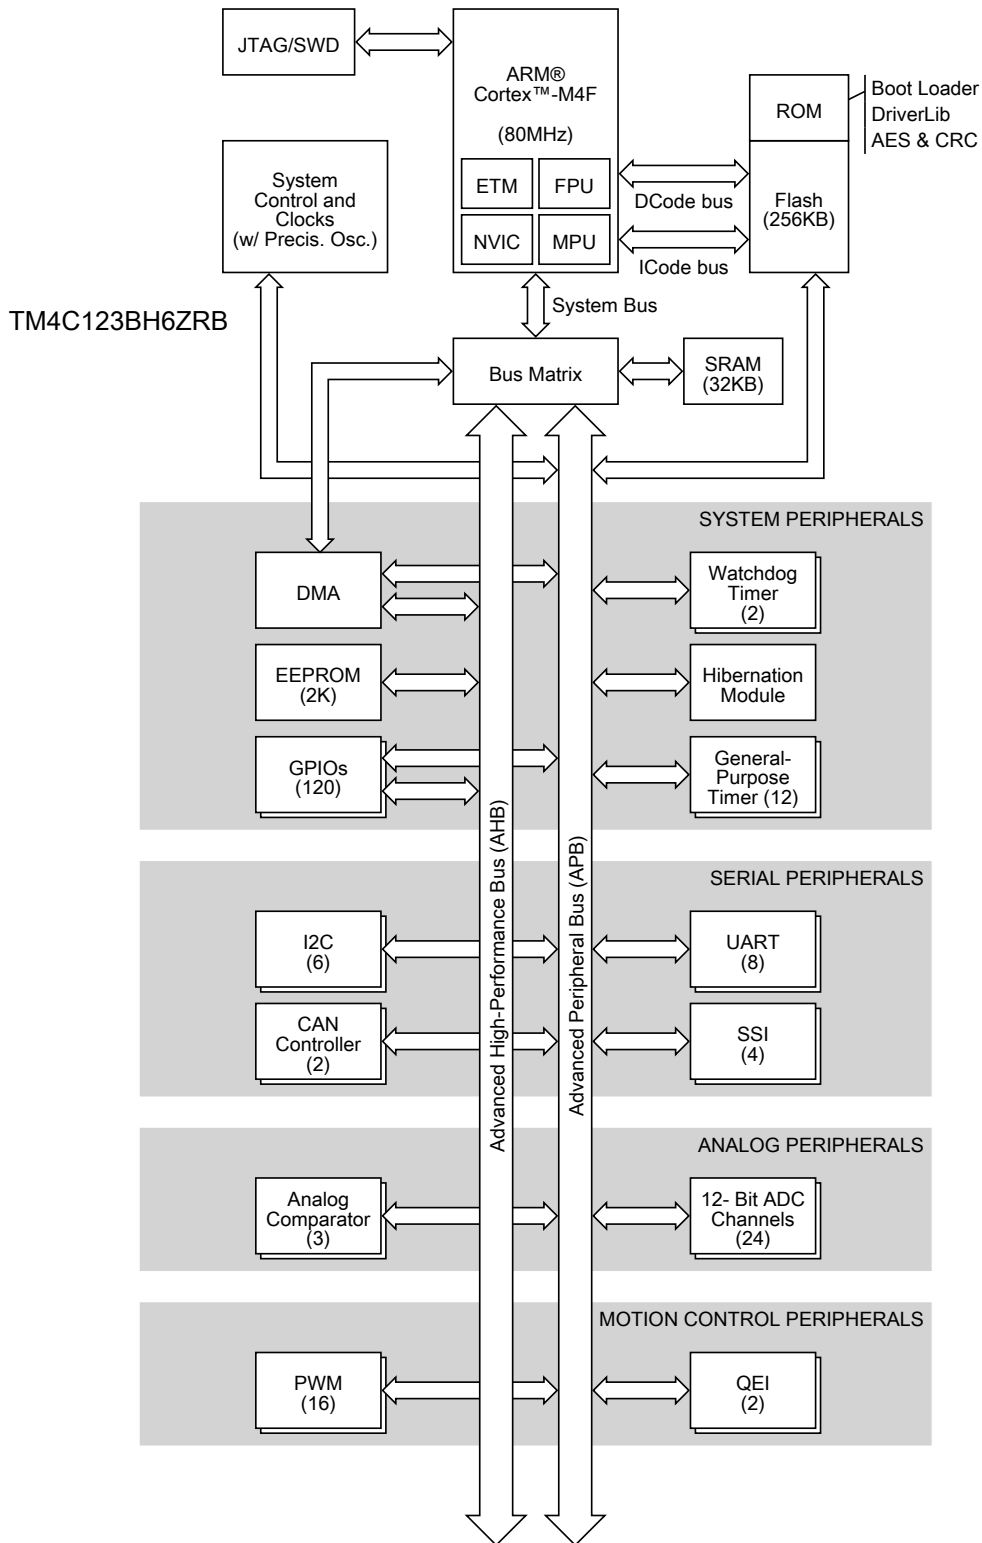 JTAG/SWD
ARM®
Cortex™-M4F
(80MHz)
ETM
FPU
NVIC
MPU
ROM
Boot Loader
DriverLib
AES & CRC
Flash
(256KB)
DCode bus
ICode bus
System
Control and
Clocks
(w/ Precis. Osc.)
TM4C123BH6ZRB
System Bus
Bus Matrix
SRAM
(32KB)
SYSTEM PERIPHERALS
DMA
Watchdog
Timer
(2)
EEPROM
(2K)
Hibernation
Module
GPIOs
(120)
General-
Purpose
Timer (12)
Advanced High-Performance Bus (AHB)
Advanced Peripheral Bus (APB)
SERIAL PERIPHERALS
I2C
(6)
UART
(8)
CAN
Controller
(2)
SSI
(4)
ANALOG PERIPHERALS
Analog
Comparator
(3)
12- Bit ADC
Channels
(24)
MOTION CONTROL PERIPHERALS
PWM
(16)
QEI
(2)